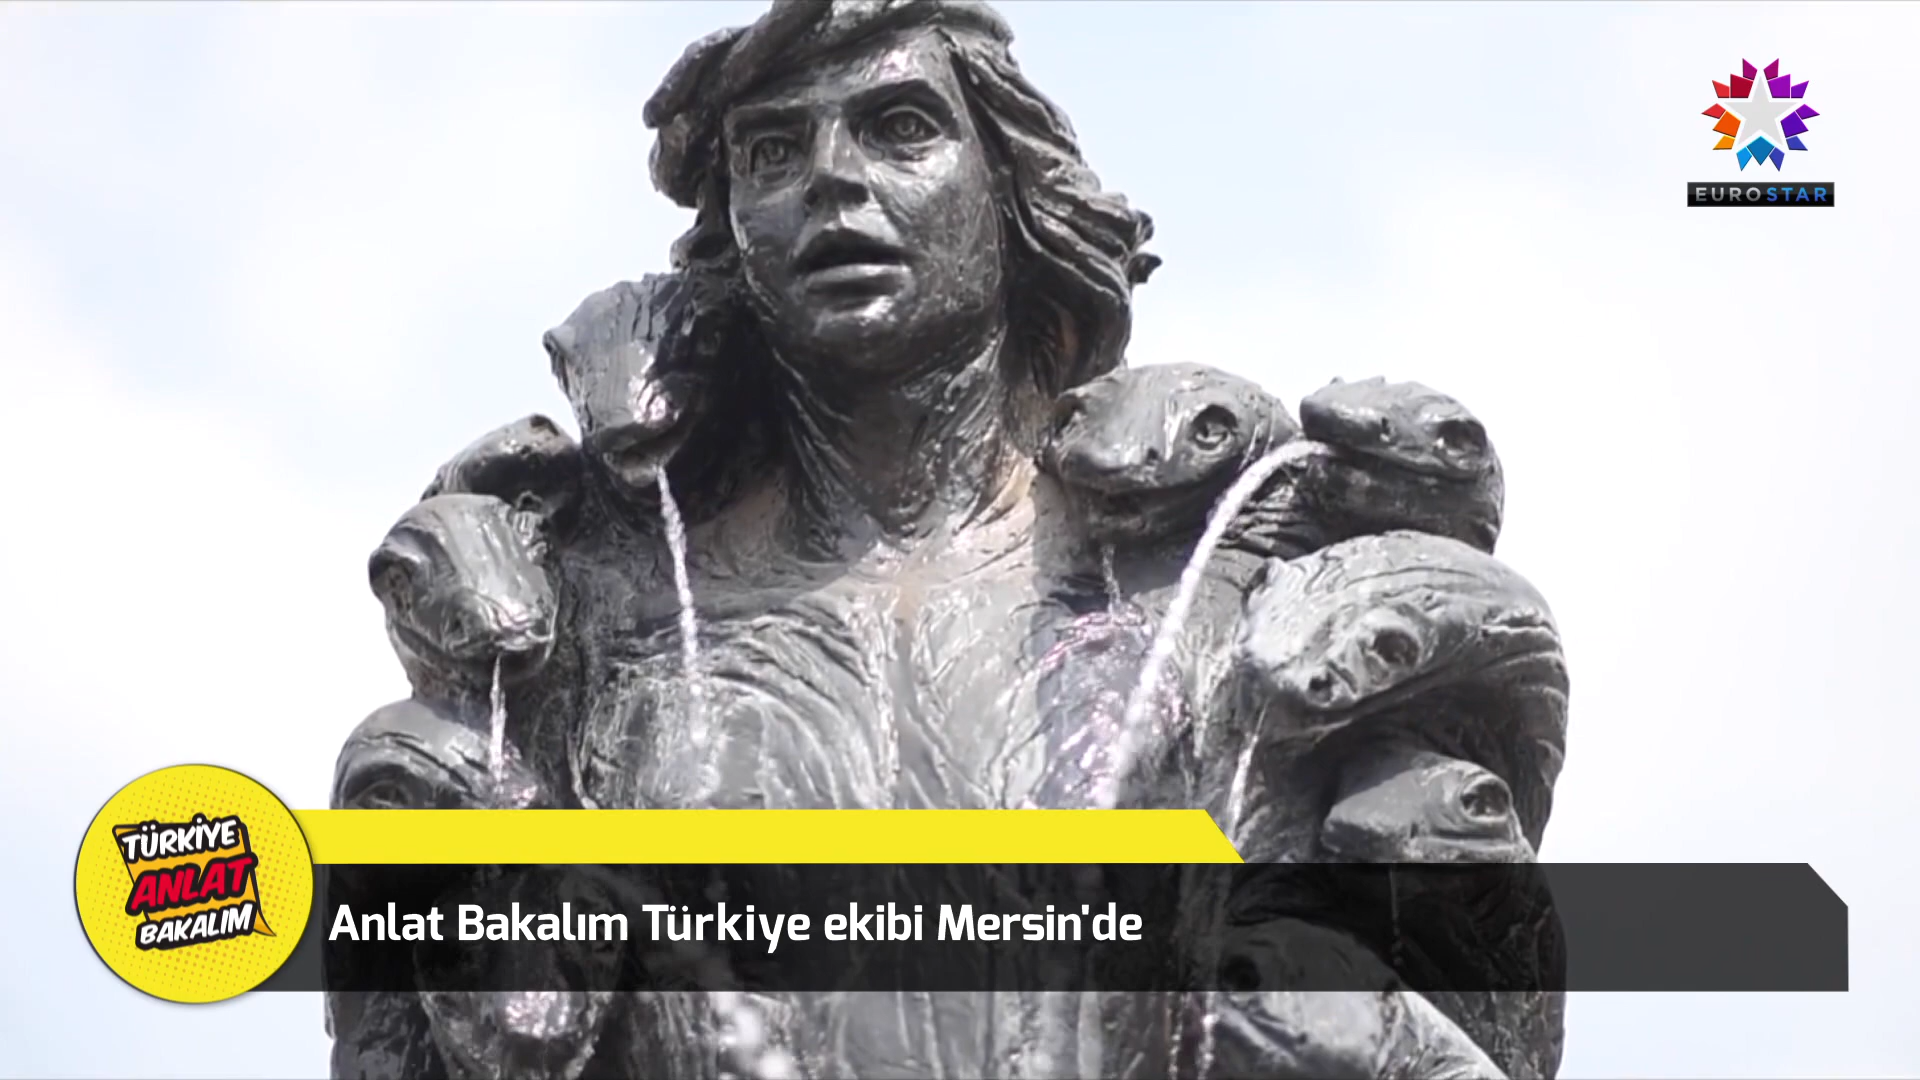 EUROSTAR
TÜRKİYE
ANLAT
BAKALIM
Anlat Bakalım Türkiye ekibi Mersin'de